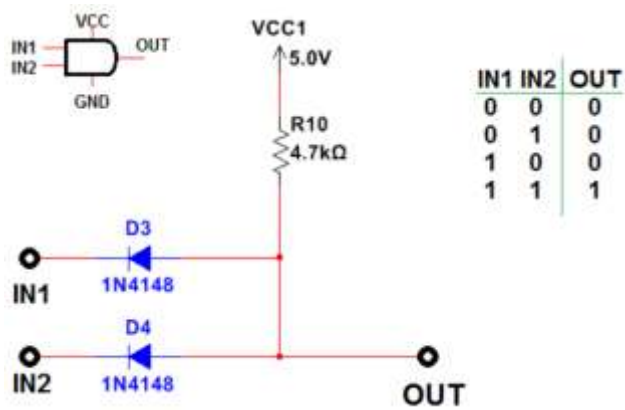 VCC
IN1
IN2
OUT
GND
VCC1
5.0V
R10
4.7kΩ
IN1 IN2 OUT
0 0 0
0 1 0
1 0 0
1 1 1
D3
1N4148
IN1
D4
1N4148
IN2
OUT